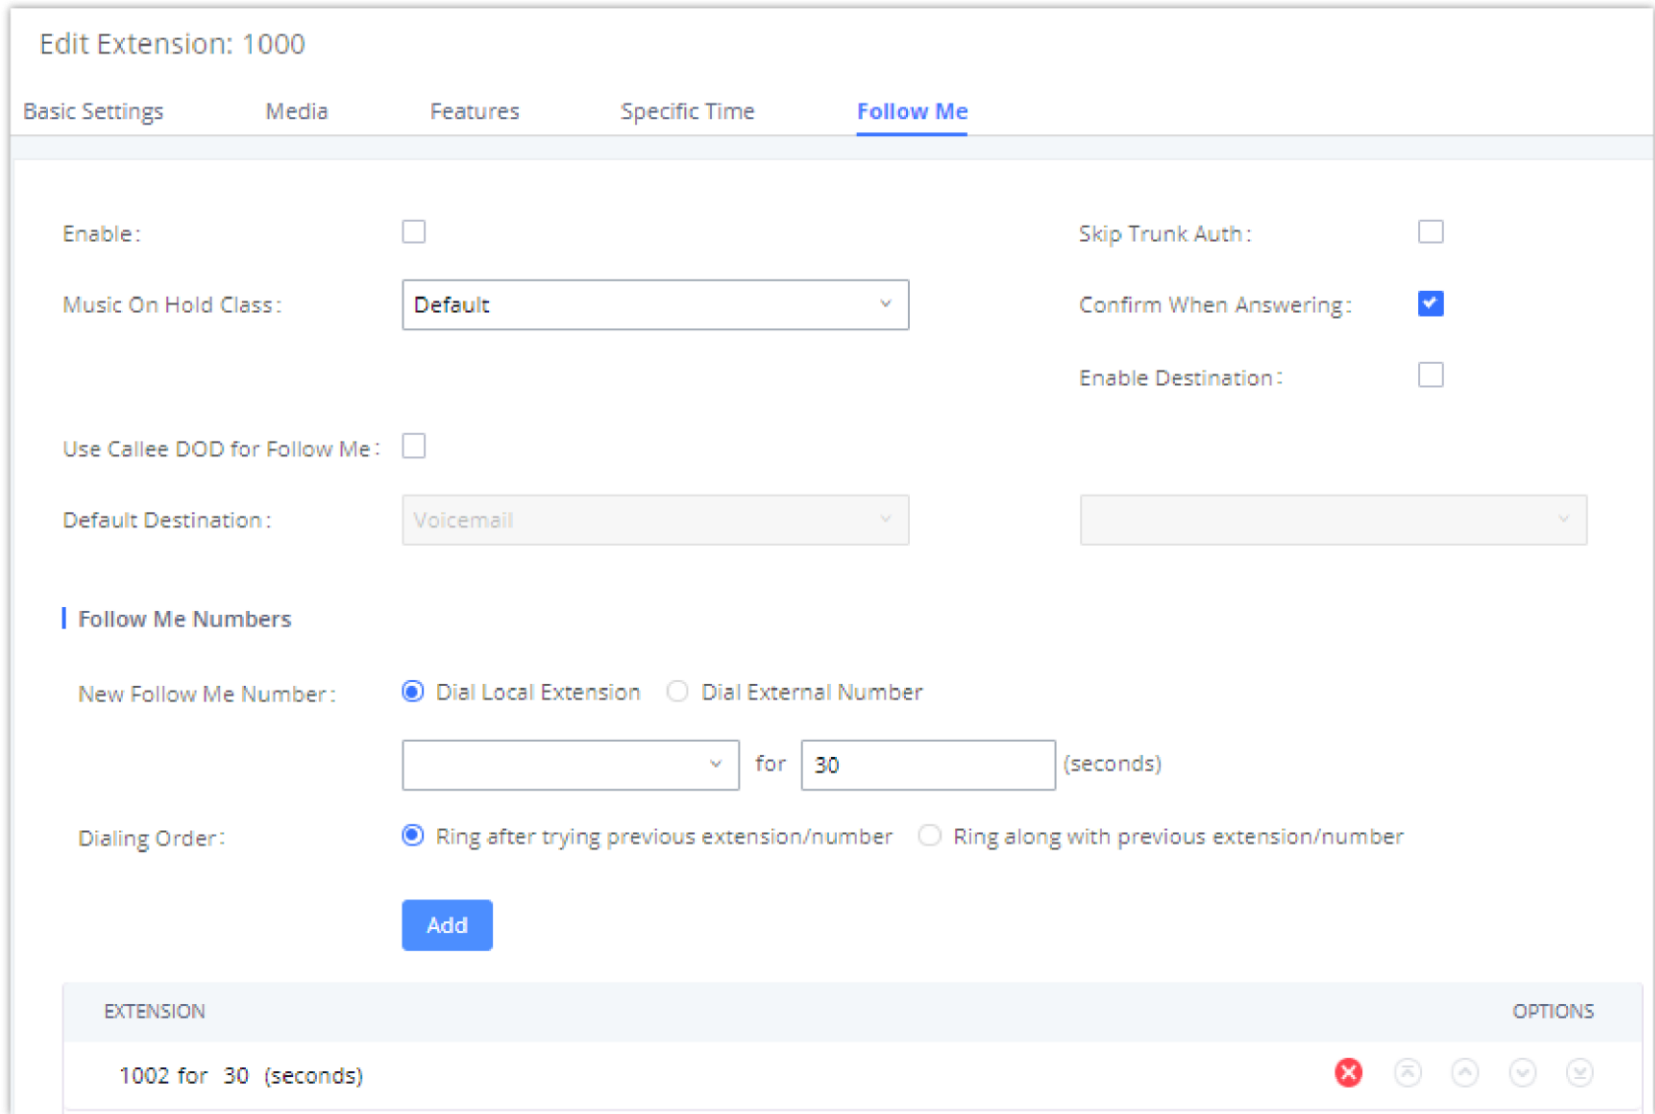 Edit Extension: 1000
Basic Settings Media Features Specific Time Follow Me
Enable: Skip Trunk Auth:
Music On Hold Class: Default Confirm When Answering:
Enable Destination:
Use Callee DOD for Follow Me:
Default Destination: Voicemail
Follow Me Numbers
New Follow Me Number: Dial Local Extension Dial External Number
for 30 (seconds)
Dialing Order: Ring after trying previous extension/number Ring along with previous extension/number
Add
EXTENSION OPTIONS
1002 for 30 (seconds)